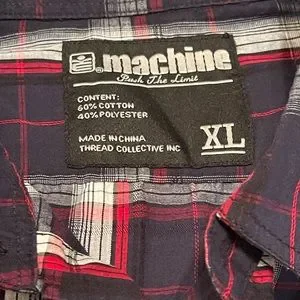 machine
Push The Limit
CONTENT:
60% COTTON
40% POLYESTER
MADE IN CHINA
THREAD COLLECTIVE INC
XL